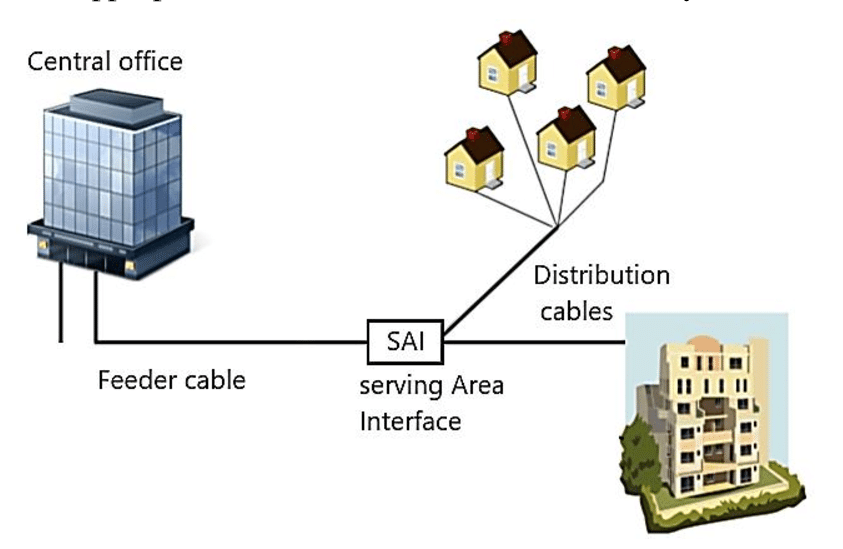 Central office
Distribution
cables
SAI
Feeder cable
serving Area
Interface